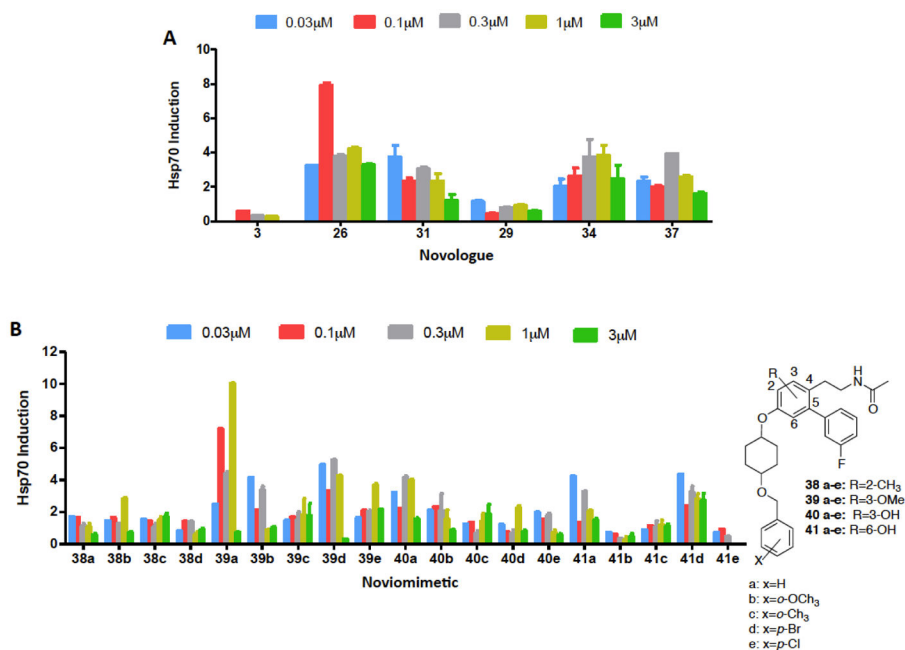 A
0.03µM 0.1µM 0.3µM 1µM 3µM
Hsp70 Induction
10
8
6
4
2
0
3 26 31 29 34 37
Novologue
B
0.03µM 0.1µM 0.3µM 1µM 3µM
Hsp70 Induction
12
10
8
6
4
2
0
38a 38b 38c 38d 39a 39b 39c 39d 39e 40a 40b 40c 40d 40e 41a 41b 41c 41d 41e
Noviomimetic
R 3 H
2 4 N
5 O
O 6
F
O
X
38 a-e: R=2-CH₃
39 a-e: R=3-OMe
40 a-e: R=3-OH
41 a-e: R=6-OH
a: x=H
b: x=o-OCH₃
c: x=o-CH₃
d: x=p-Br
e: x=p-Cl